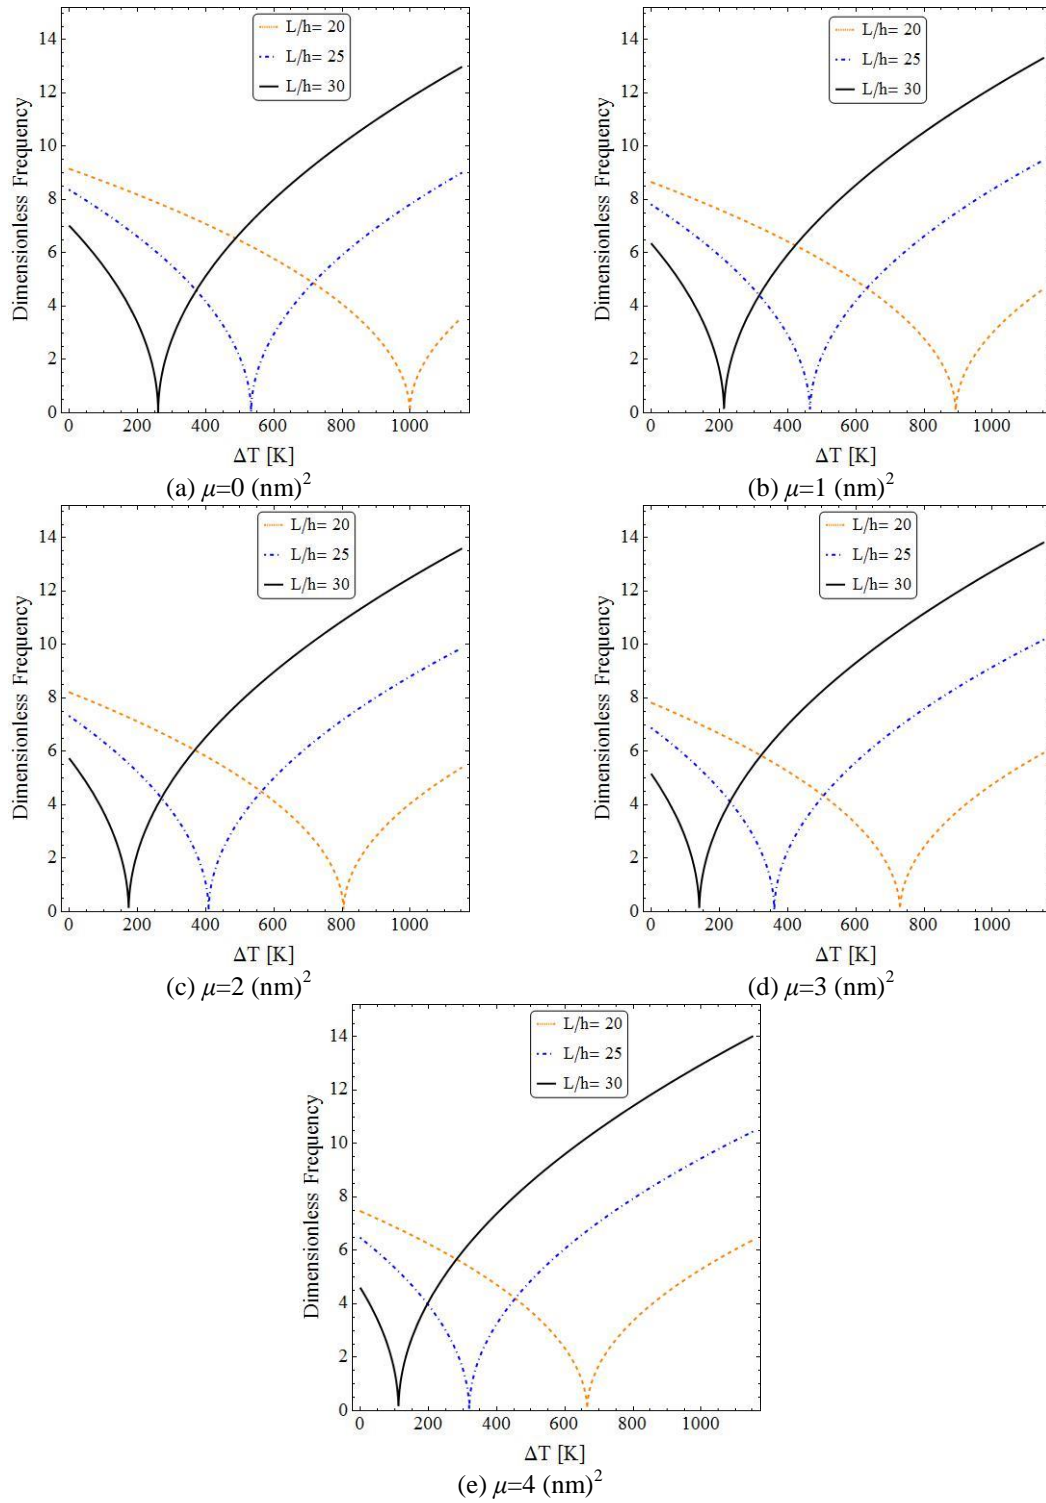 14
12
10
8
6
4
2
0
Dimensionless Frequency
L/h= 20
L/h= 25
L/h= 30
0 200 400 600 800 1000
ΔT [K]
(a) μ=0 (nm)²
14
12
10
8
6
4
2
0
Dimensionless Frequency
L/h= 20
L/h= 25
L/h= 30
0 200 400 600 800 1000
ΔT [K]
(b) μ=1 (nm)²
14
12
10
8
6
4
2
0
Dimensionless Frequency
L/h= 20
L/h= 25
L/h= 30
0 200 400 600 800 1000
ΔT [K]
(c) μ=2 (nm)²
14
12
10
8
6
4
2
0
Dimensionless Frequency
L/h= 20
L/h= 25
L/h= 30
0 200 400 600 800 1000
ΔT [K]
(d) μ=3 (nm)²
14
12
10
8
6
4
2
0
Dimensionless Frequency
L/h= 20
L/h= 25
L/h= 30
0 200 400 600 800 1000
ΔT [K]
(e) μ=4 (nm)²